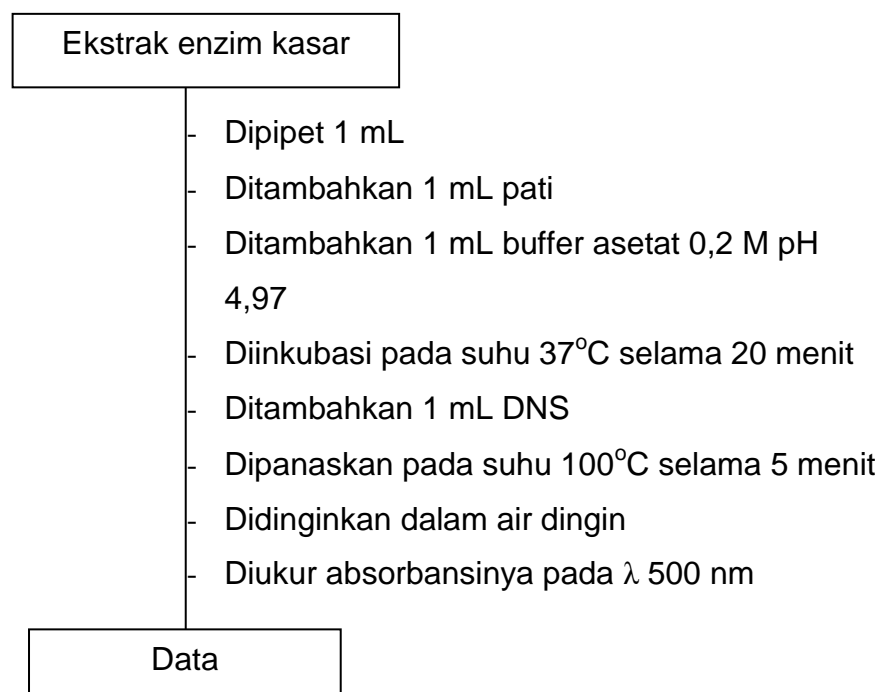 Ekstrak enzim kasar
- Dipipet 1 mL
- Ditambahkan 1 mL pati
- Ditambahkan 1 mL buffer asetat 0,2 M pH
4,97
- Diinkubasi pada suhu 37°C selama 20 menit
- Ditambahkan 1 mL DNS
- Dipanaskan pada suhu 100°C selama 5 menit
- Didinginkan dalam air dingin
- Diukur absorbansinya pada λ 500 nm
Data